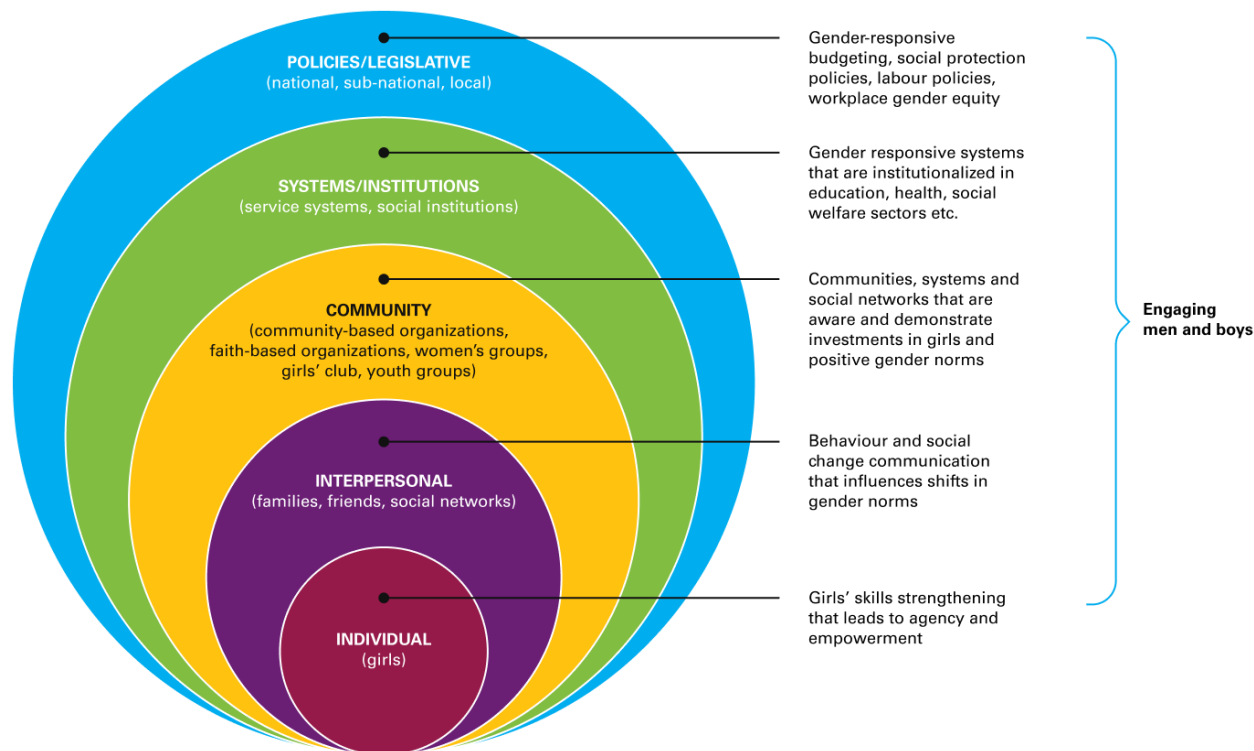 POLICIES/LEGISLATIVE
(national, sub-national, local)
Gender-responsive
budgeting, social protection
policies, labour policies,
workplace gender equity
SYSTEMS/INSTITUTIONS
(service systems, social institutions)
Gender responsive systems
that are institutionalized in
education, health, social
welfare sectors etc.
COMMUNITY
(community-based organizations,
faith-based organizations, women’s groups,
girls’ club, youth groups)
Communities, systems and
social networks that are
aware and demonstrate
investments in girls and
positive gender norms
INTERPERSONAL
(families, friends, social networks)
Behaviour and social
change communication
that influences shifts in
gender norms
INDIVIDUAL
(girls)
Girls’ skills strengthening
that leads to agency and
empowerment
Engaging
men and boys